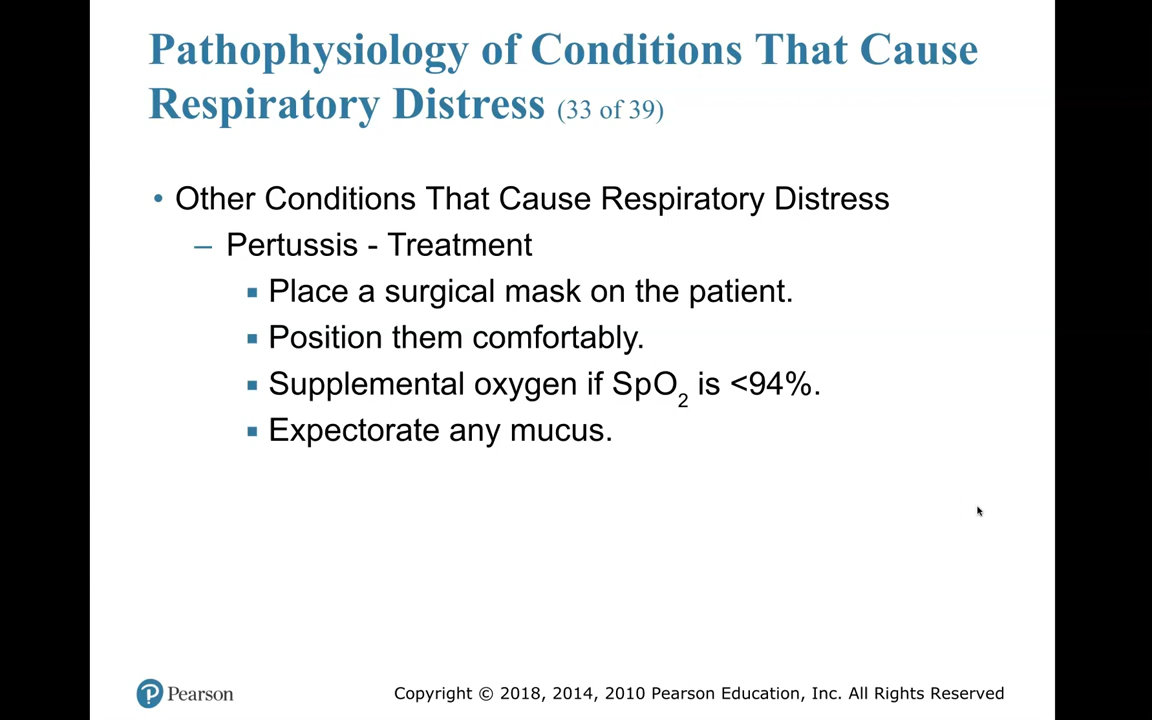 Pathophysiology of Conditions That Cause
Respiratory Distress (33 of 39)
• Other Conditions That Cause Respiratory Distress
– Pertussis - Treatment
▪ Place a surgical mask on the patient.
▪ Position them comfortably.
▪ Supplemental oxygen if SpO₂ is <94%.
▪ Expectorate any mucus.
Pearson
Copyright © 2018, 2014, 2010 Pearson Education, Inc. All Rights Reserved